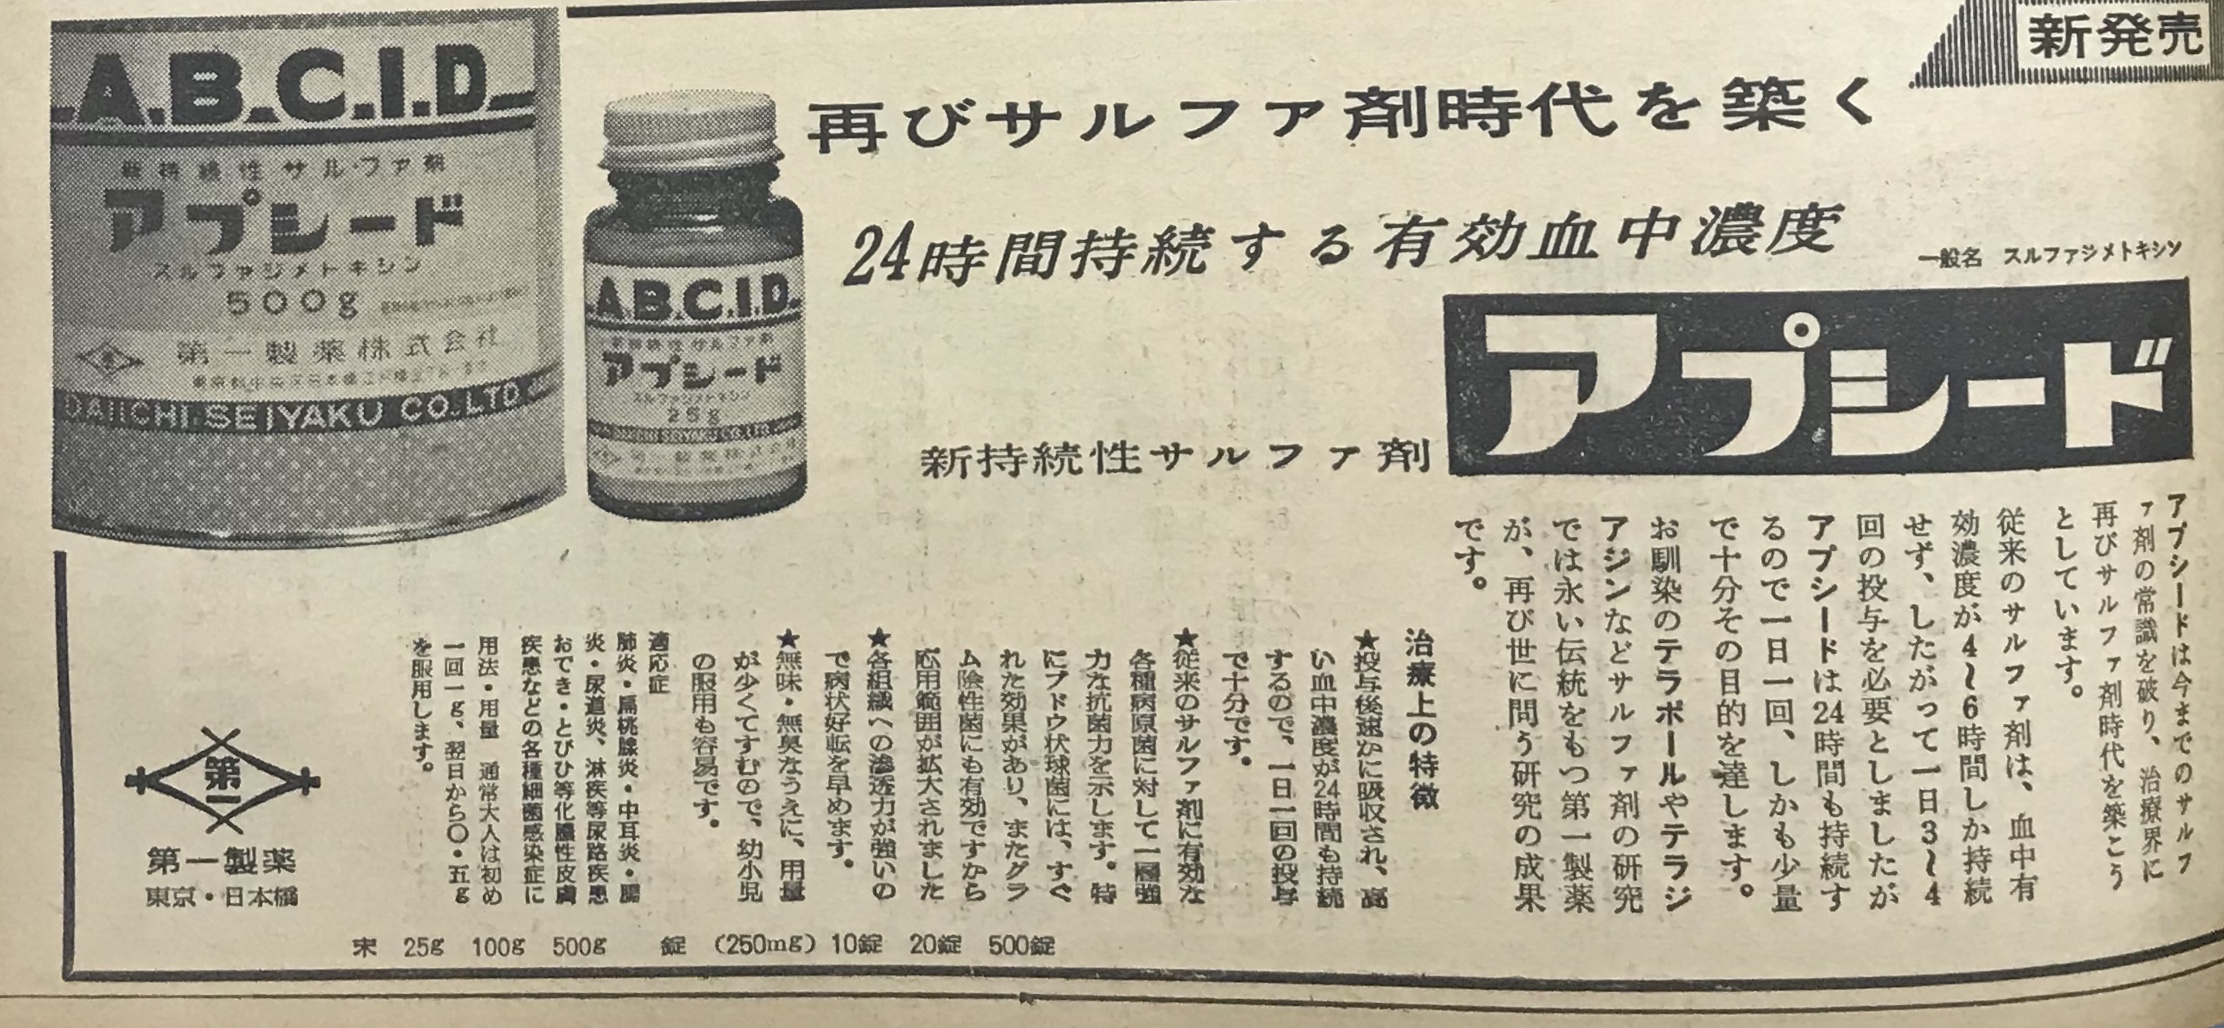 新発売
再びサルファ剤時代を築く
24時間持続する有効血中濃度
一般名 スルファジメトキシン
アプシード
新持続性サルファ剤
A.B.C.I.D.
新持続性サルファ剤
アプシード
スルファジメトキシン
500g
第一製薬株式会社
DAIICHI SEIYAKU CO.,LTD.
A.B.C.I.D.
新持続性サルファ剤
アプシード
スルファジメトキシン
25g
DAIICHI SEIYAKU CO.,LTD.
アプシードは今までのサルフ
ァ剤の常識を破り、治療界に
再びサルファ剤時代を築こう
としています。
従来のサルファ剤は、血中有
効濃度が4〜6時間しか持続
せず、したがって一日3〜4
回の投与を必要としましたが
アプシードは24時間も持続す
るので一日一回、しかも少量
で十分その目的を達します。
お馴染のテラポールやテラジ
アジンなどサルファ剤の研究
では永い伝統をもつ第一製薬
が、再び世に問う研究の成果
です。
治療上の特徴
★投与後速かに吸収され、高
い血中濃度が24時間も持続
するので、一日一回の投与
で十分です。
★従来のサルファ剤に有効な
各種病原菌に対して一層強
力な抗菌力を示します。特
にブドウ状球菌には、すぐ
れた効果があり、またグラ
ム陰性菌にも有効ですから
応用範囲が拡大されました
★各組織への滲透力が強いの
で病状好転を早めます。
★無味・無臭なうえに、用量
が少くてすむので、幼小児
の服用も容易です。
適応症
肺炎・扁桃腺炎・中耳炎・腸
炎・尿道炎、淋疾等尿路疾患
おでき・とびひ等化膿性皮膚
疾患などの各種細菌感染症に
用法・用量 通常大人は初め
一回一g、翌日から〇・五g
を服用します。
第一
第一製薬
東京・日本橋
末 25g 100g 500g 錠 (250mg) 10錠 20錠 500錠